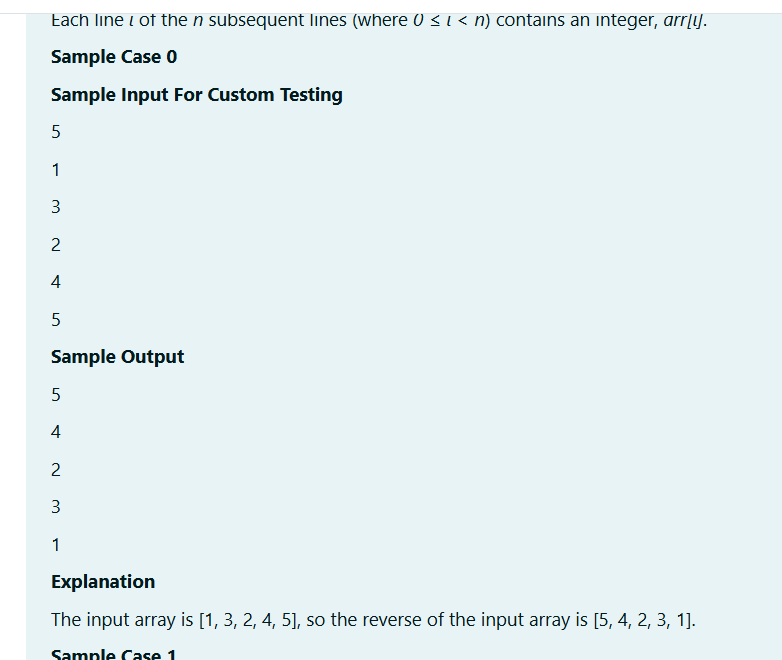 Each line i of the n subsequent lines (where 0 ≤ i < n) contains an integer, arr[i].
Sample Case 0
Sample Input For Custom Testing
5
1
3
2
4
5
Sample Output
5
4
2
3
1
Explanation
The input array is [1, 3, 2, 4, 5], so the reverse of the input array is [5, 4, 2, 3, 1].
Sample Case 1